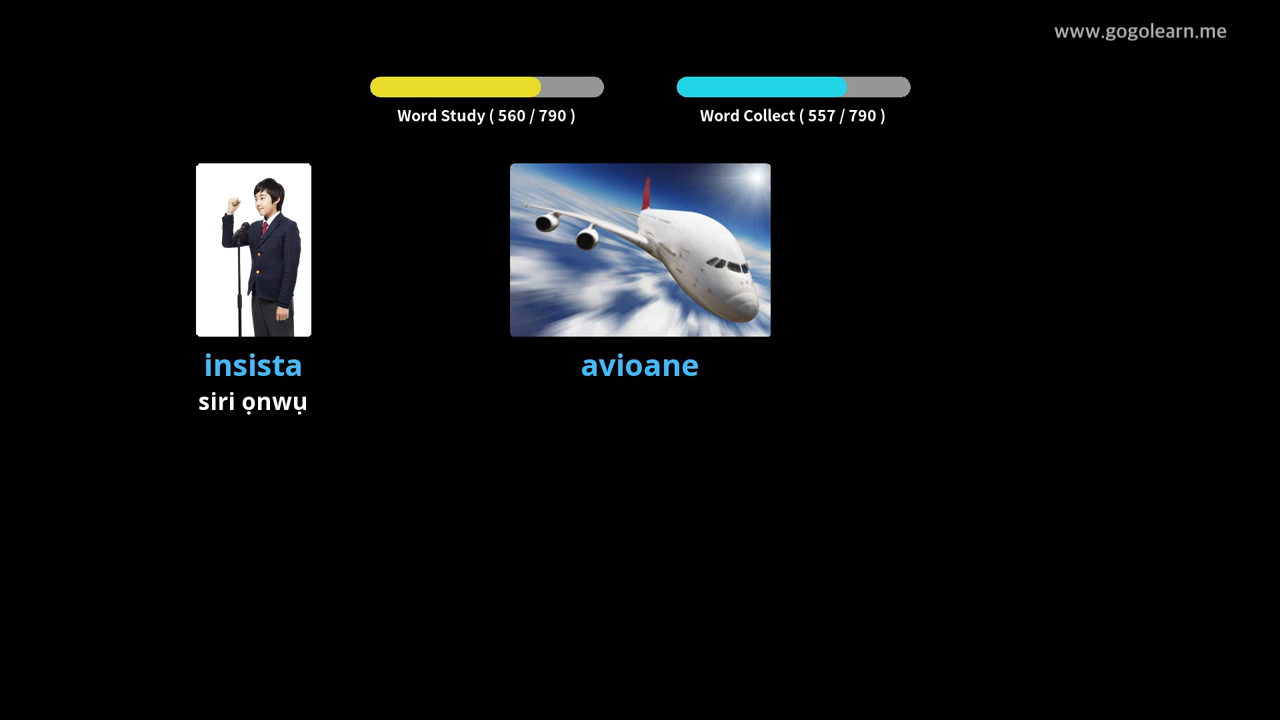 www.gogolearn.me
Word Study ( 560 / 790 )
Word Collect ( 557 / 790 )
insista
siri ọnwụ
avioane